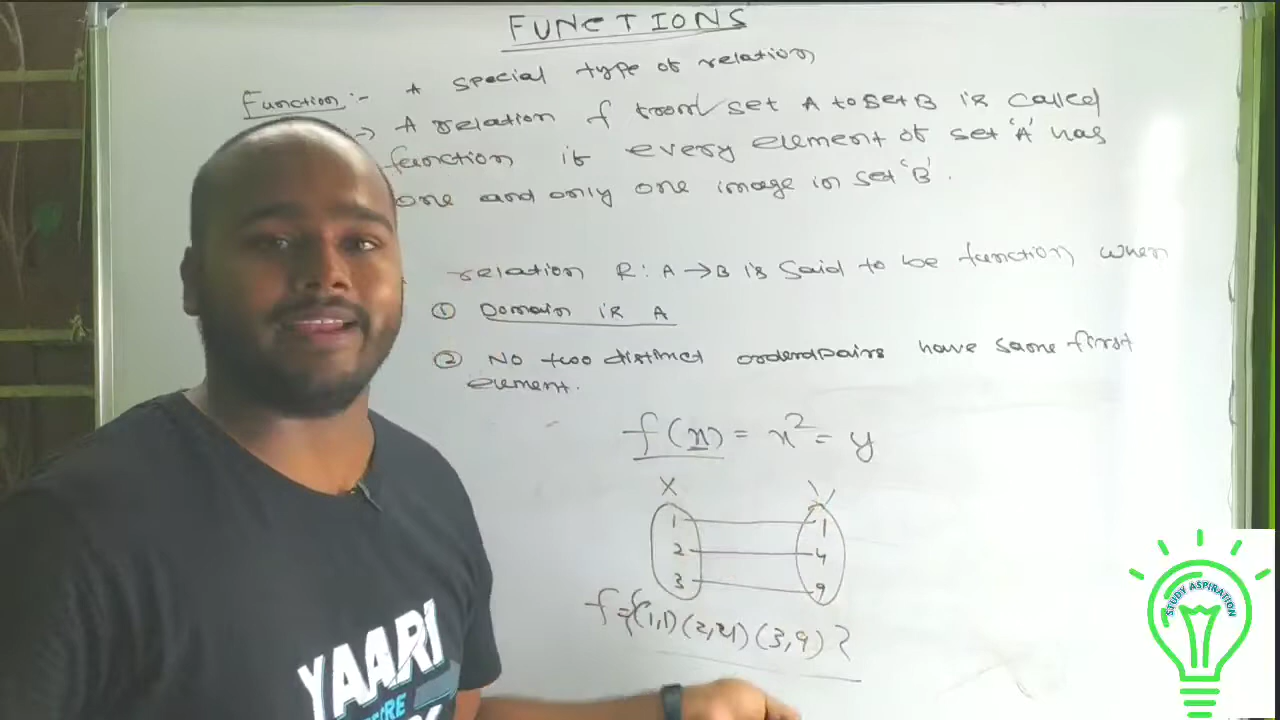 FUNCTIONS
Function :- A special type of relation
→ A relation f from set A to set B is called
function if every element of set 'A' has
one and only one image in set 'B'.
relation R: A→B is said to be function when
① Domain is A
② No two distinct orderdpairs have same first
element.
f(x) = x² = y
X Y
1 1
2 4
3 9
f = {(1,1) (2,4) (3,9)}
YAARI
STUDY ASPIRATION